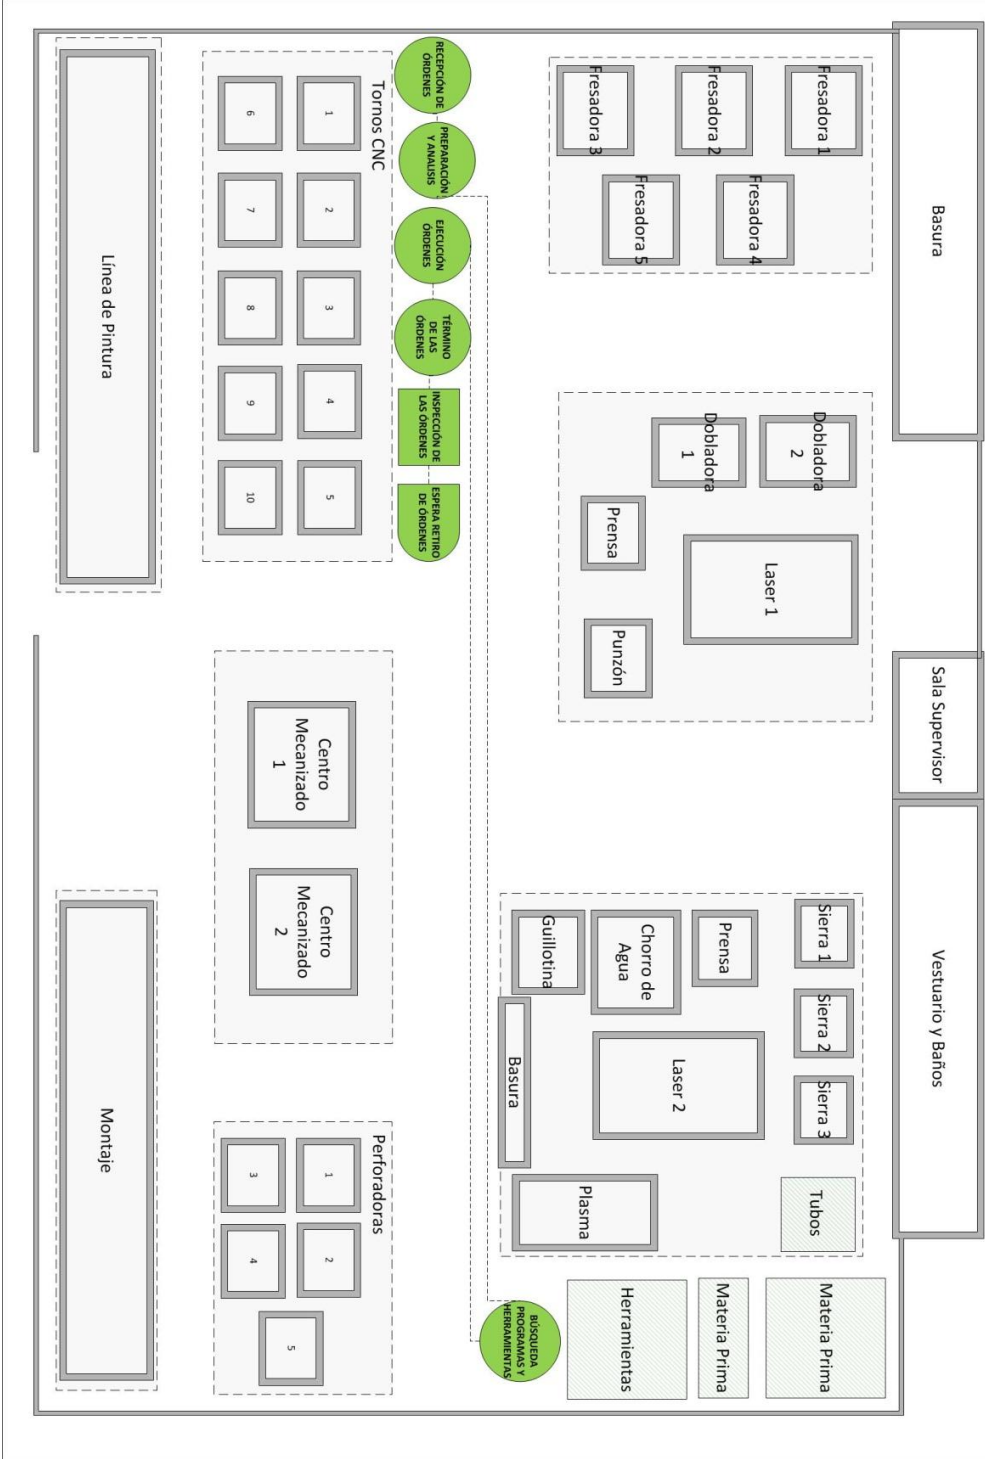 Basura
Sala Supervisor
Vestuario y Baños
Fresadora 1
Fresadora 2
Fresadora 3
Fresadora 4
Fresadora 5
Dobladora
2
Dobladora
1
Laser 1
Prensa
Punzón
Sierra 1
Sierra 2
Sierra 3
Tubos
Prensa
Chorro de
Agua
Guillotina
Laser 2
Basura
Plasma
Materia Prima
Materia Prima
Herramientas
BÚSQUEDA
PROGRAMAS Y
HERRAMIENTAS
RECEPCIÓN DE
ÓRDENES
PREPARACIÓN
Y ANALISIS
EJECUCIÓN
ÓRDENES
TÉRMINO
DE LAS
ÓRDENES
INSPECCIÓN DE
LAS ÓRDENES
ESPERA RETIRO
DE ÓRDENES
Tornos CNC
1
2
3
4
5
6
7
8
9
10
Centro
Mecanizado
1
Centro
Mecanizado
2
Perforadoras
1
2
3
4
5
Línea de Pintura
Montaje